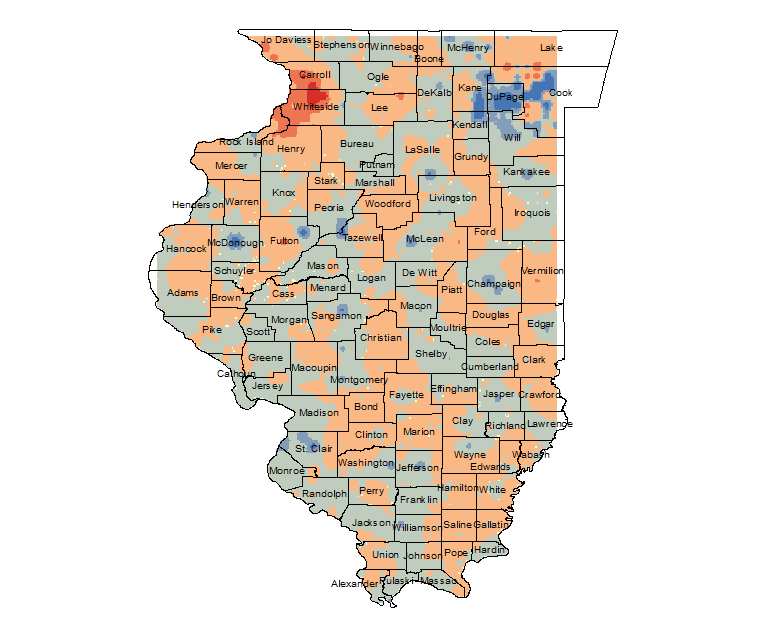 Jo Daviess
Stephenson
Winnebago
Boone
McHenry
Lake
Carroll
Ogle
DeKalb
Kane
DuPage
Cook
Whiteside
Lee
Kendall
Will
Rock Island
Henry
Bureau
LaSalle
Grundy
Kankakee
Mercer
Putnam
Stark
Marshall
Knox
Henderson
Warren
Peoria
Woodford
Livingston
Iroquois
Hancock
McDonough
Fulton
Tazewell
McLean
Ford
Schuyler
Mason
Logan
De Witt
Vermilion
Adams
Brown
Cass
Menard
Piatt
Champaign
Macon
Pike
Scott
Morgan
Sangamon
Christian
Moultrie
Douglas
Edgar
Coles
Greene
Macoupin
Shelby
Cumberland
Clark
Calhoun
Jersey
Montgomery
Fayette
Effingham
Jasper
Crawford
Madison
Bond
Clay
Richland
Lawrence
Clinton
Marion
St. Clair
Wayne
Edwards
Wabash
Monroe
Washington
Jefferson
Randolph
Perry
Franklin
Hamilton
White
Jackson
Williamson
Saline
Gallatin
Union
Johnson
Pope
Hardin
Alexander
Pulaski
Massac